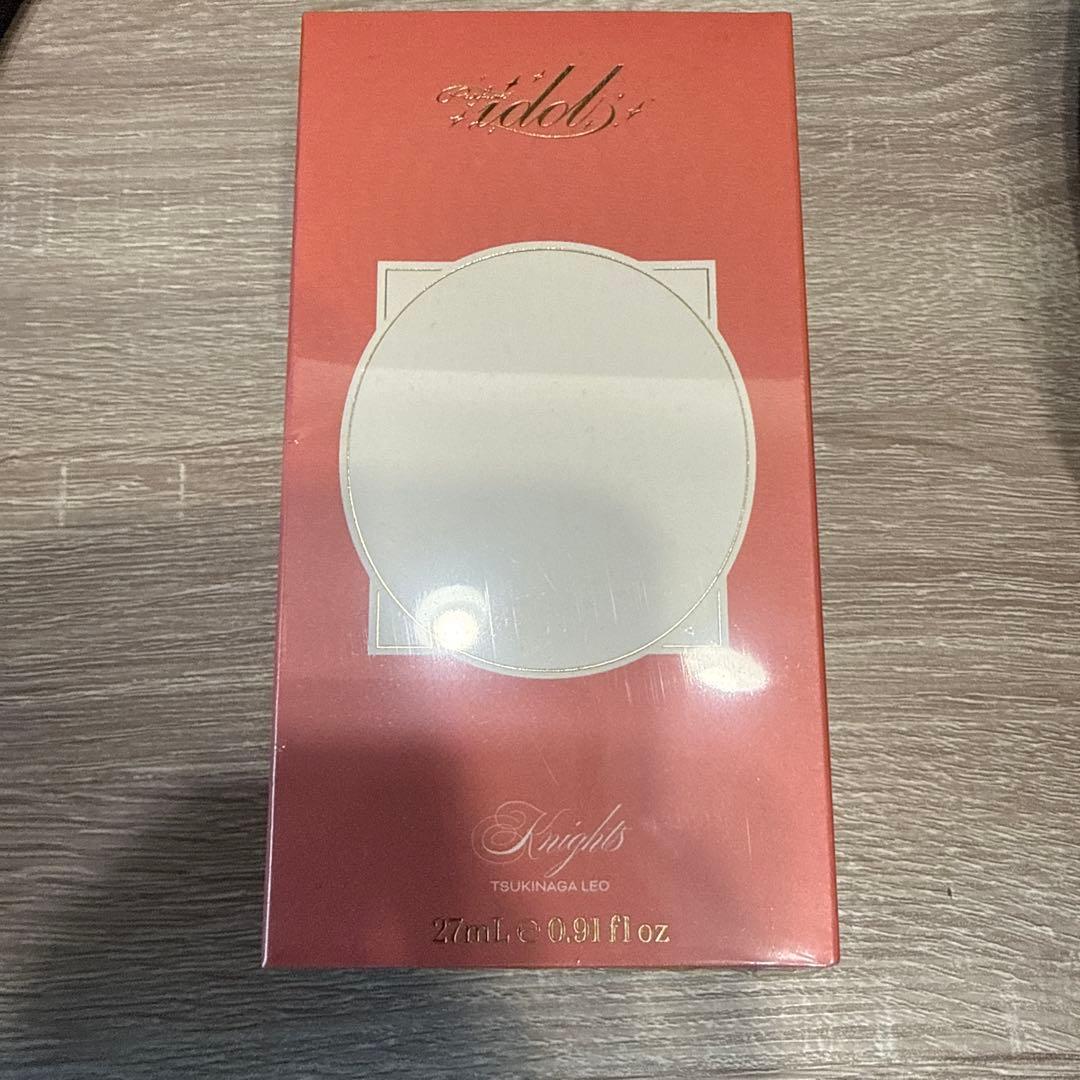 idol
Knights
TSUKINAGA LEO
27mL ℮ 0.91 fl oz